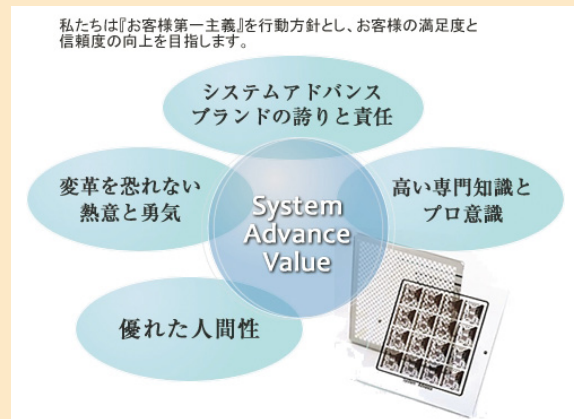 私たちは『お客様第一主義』を行動方針とし、お客様の満足度と
信頼度の向上を目指します。
システムアドバンス
ブランドの誇りと責任
変革を恐れない
熱意と勇気
System
Advance
Value
高い専門知識と
プロ意識
優れた人間性